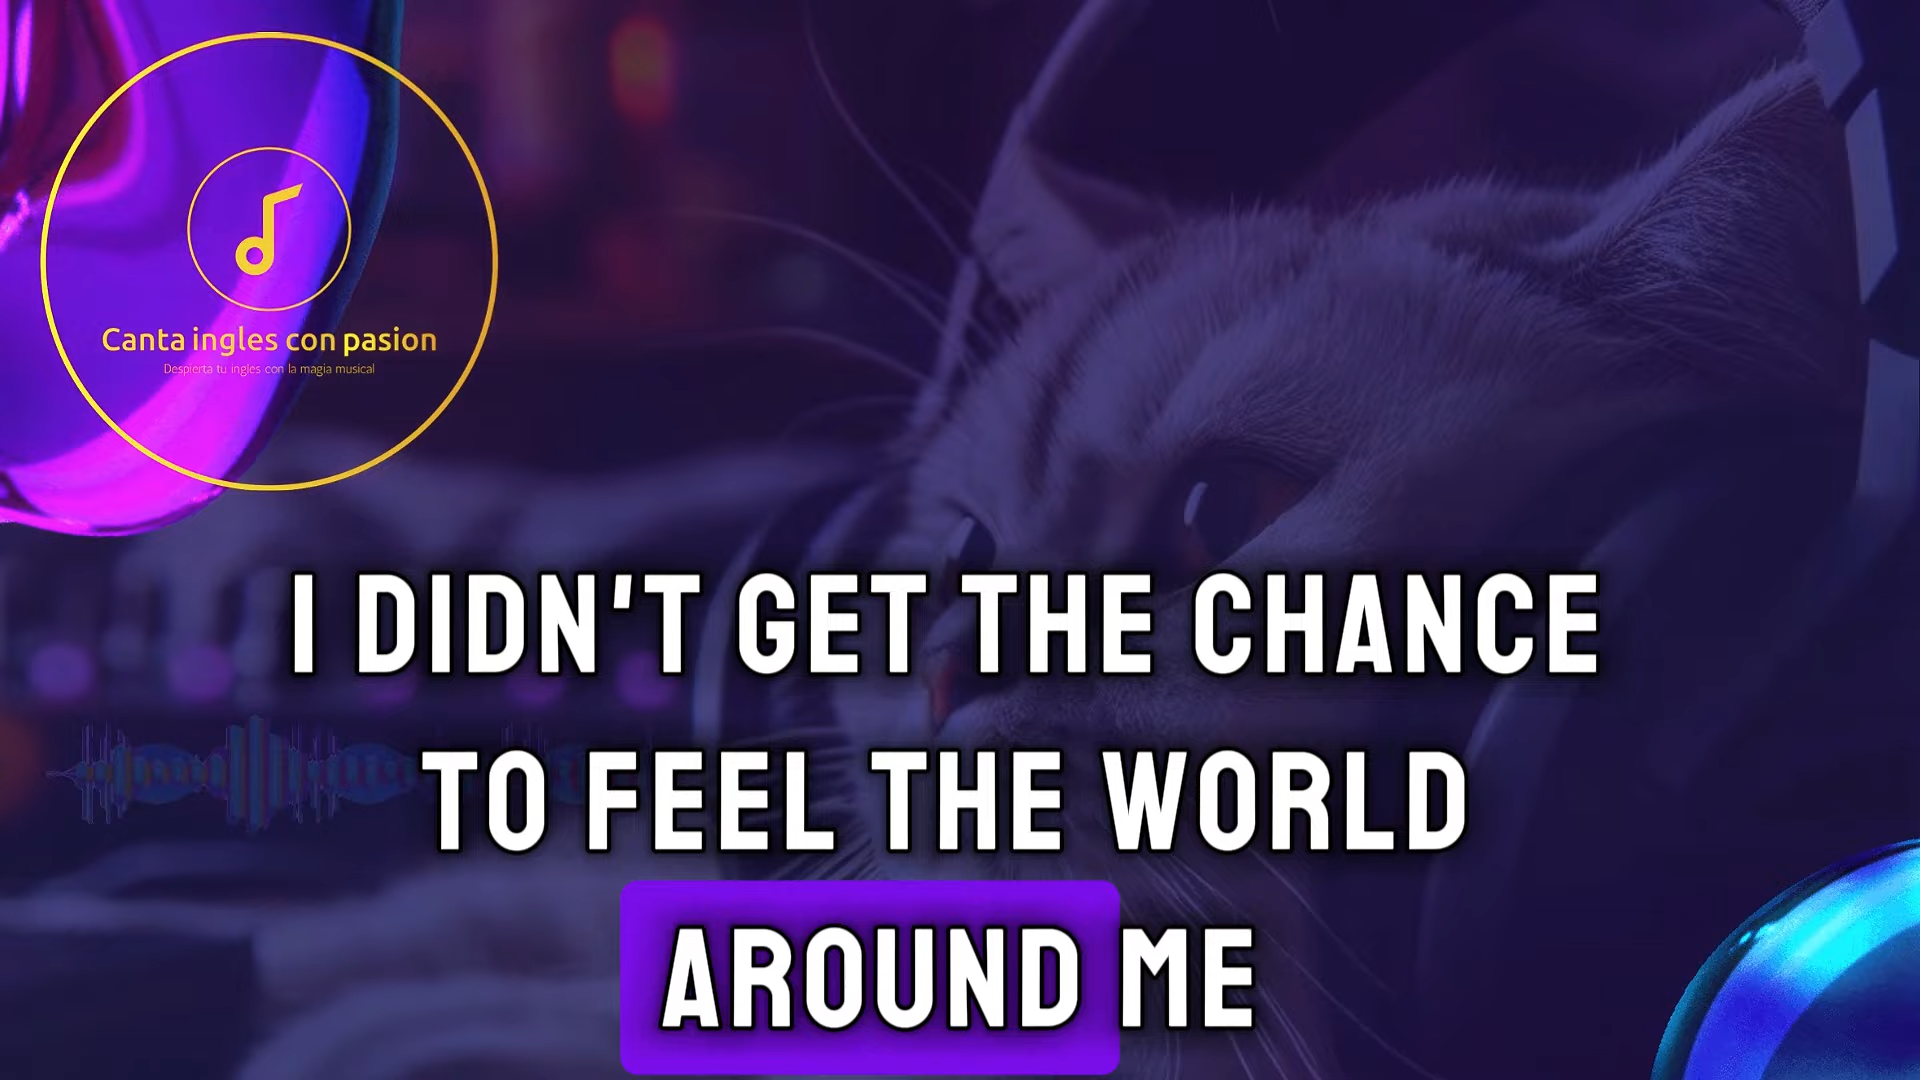 Canta ingles con pasion
Despierta tu ingles con la magia musical
I DIDN'T GET THE CHANCE
TO FEEL THE WORLD
AROUND ME